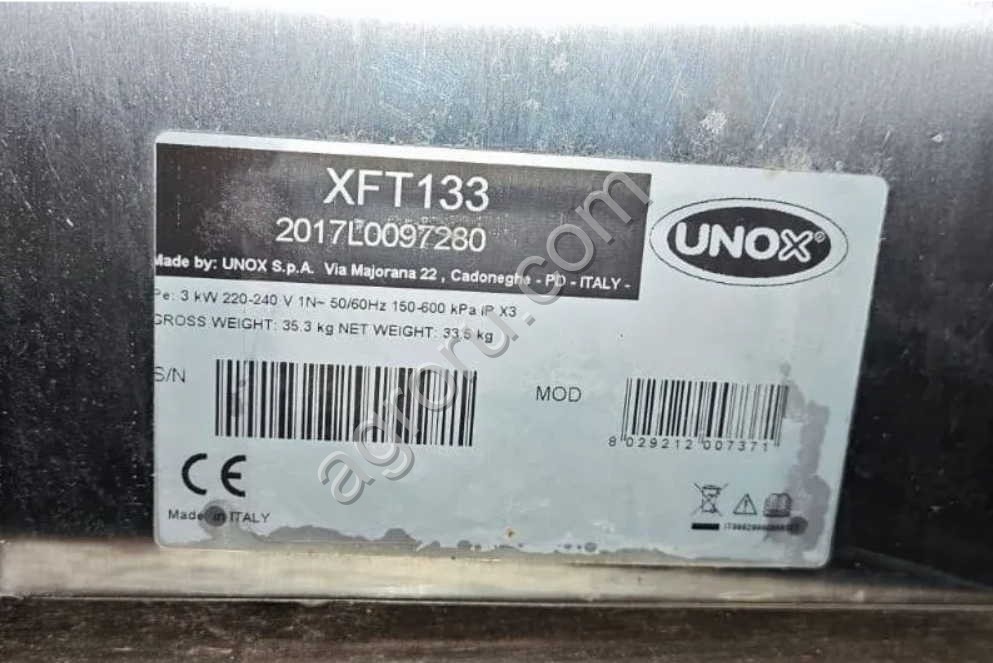 XFT133
2017L0097280
UNOX®
Made by: UNOX S.p.A. Via Majorana 22 , Cadoneghe - PD - ITALY -
Pe: 3 kW 220-240 V 1N~ 50/60Hz 150-600 kPa IP X3
GROSS WEIGHT: 35.3 kg NET WEIGHT: 33.5 kg
S/N
MOD
8 029212 007371
CE
Made in ITALY
agroru.com